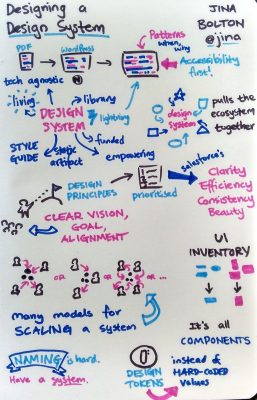 Designing a
Design System
JINA
BOLTON
@jina
PDF
WordPress
Patterns
when,
why
Accessibility
first!
tech agnostic
living
library
lightning
DESIGN
SYSTEM
funded
STYLE
GUIDE
static
artifact
empowering
design
system
pulls the
ecosystem
together
DESIGN
PRINCIPLES
prioritised
salesforce's
Clarity
Efficiency
Consistency
Beauty
CLEAR VISION,
GOAL,
ALIGNMENT
OR
OR
OR ...
UI
INVENTORY
many models for
SCALING a system
It's all
COMPONENTS
NAMING is hard.
Have a system.
DESIGN
TOKENS
instead of
HARD-CODED
values